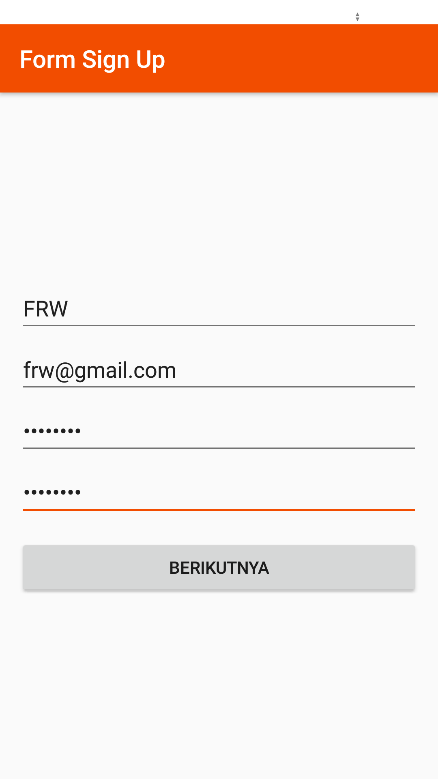 Form Sign Up
FRW
frw@gmail.com
••••••••
••••••••
BERIKUTNYA